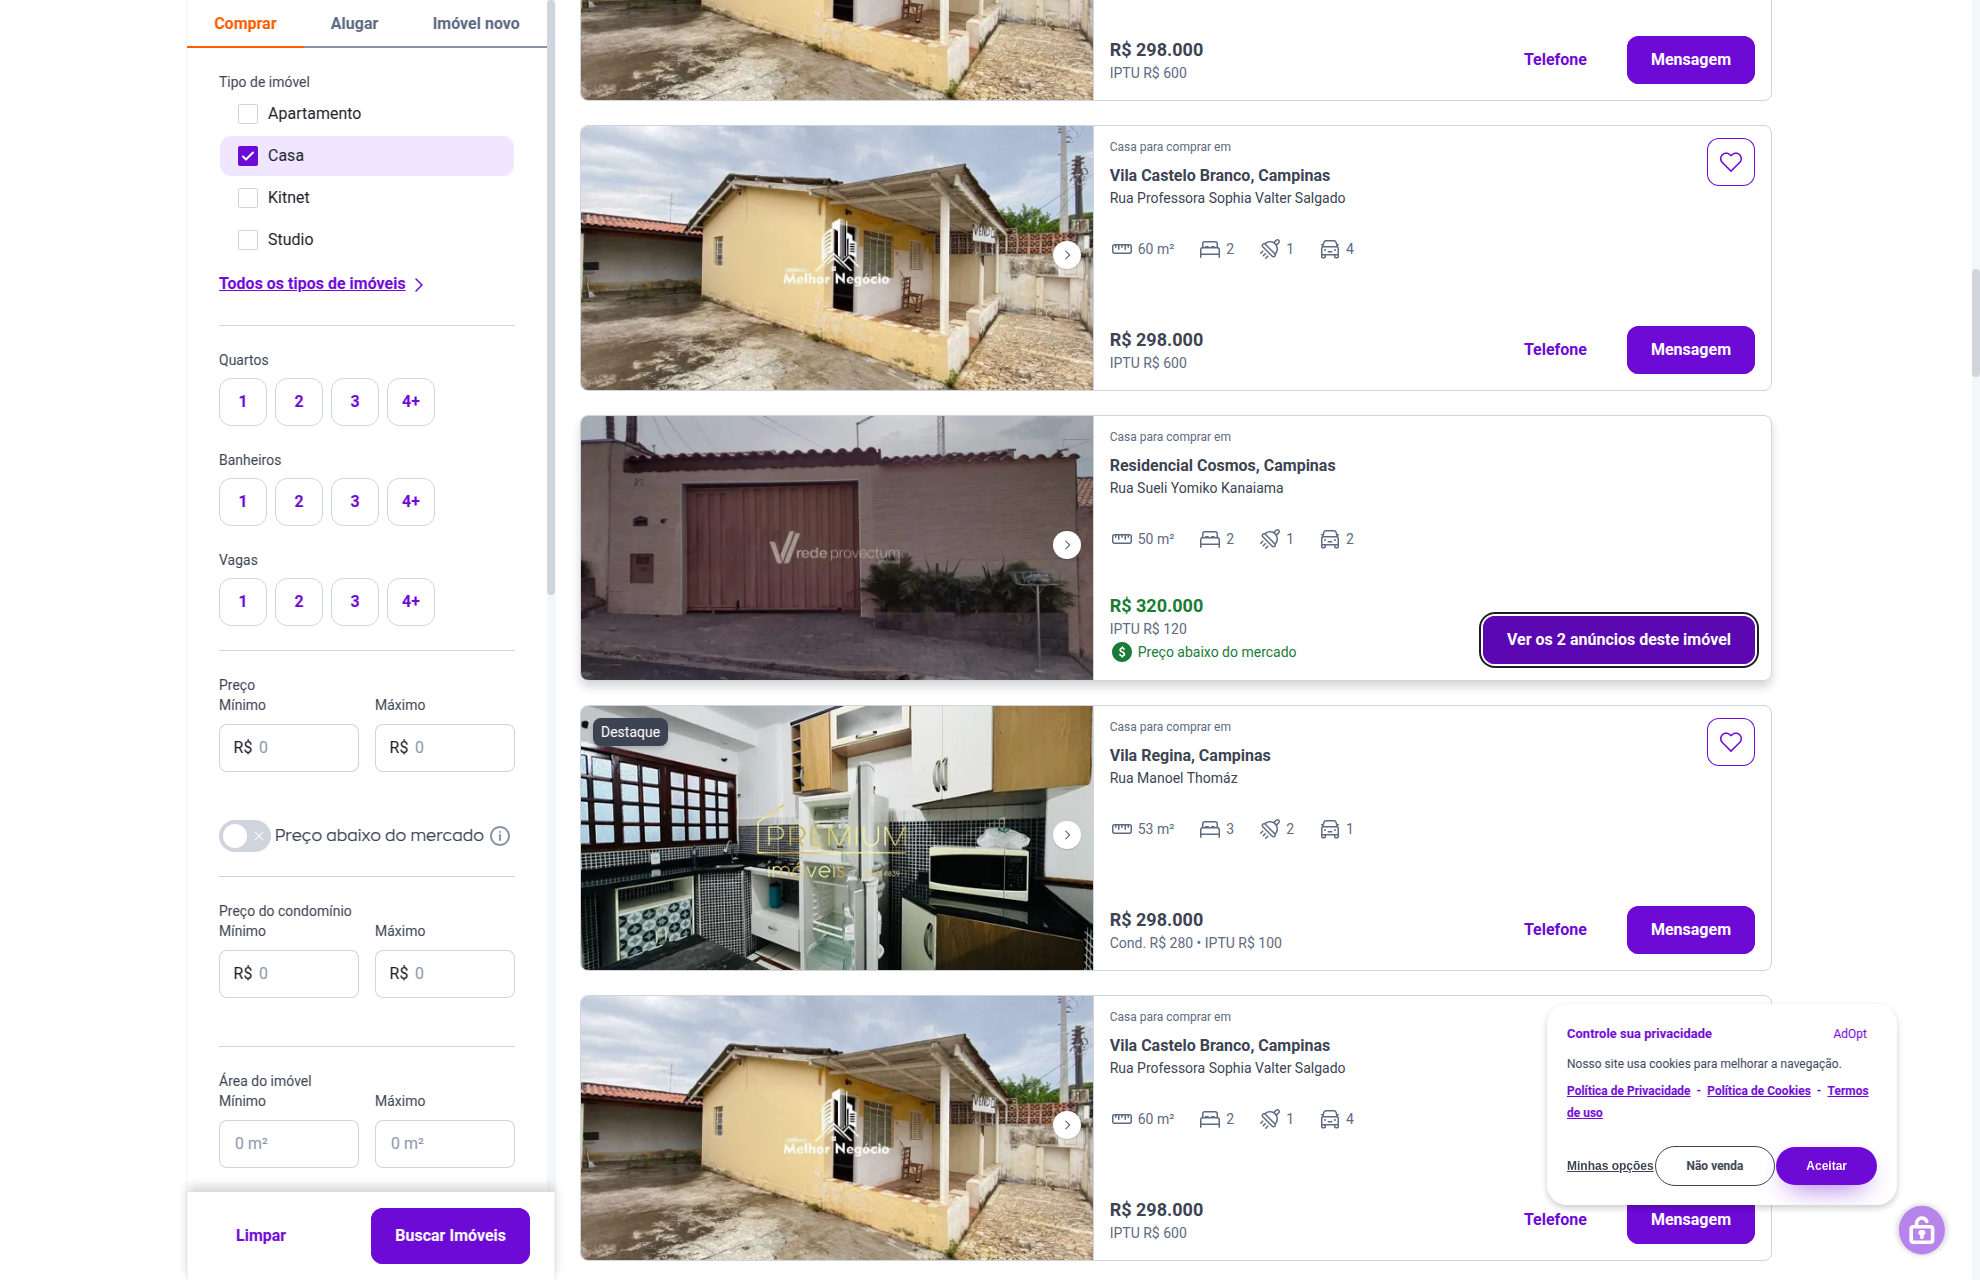 Comprar
Alugar
Imóvel novo
Tipo de imóvel
Apartamento
Casa
Kitnet
Studio
Todos os tipos de imóveis
Quartos
1
2
3
4+
Banheiros
1
2
3
4+
Vagas
1
2
3
4+
Preço
Mínimo
Máximo
R$ 0
R$ 0
Preço abaixo do mercado
Preço do condomínio
Mínimo
Máximo
R$ 0
R$ 0
Área do imóvel
Mínimo
Máximo
0 m²
0 m²
Limpar
Buscar Imóveis
R$ 298.000
IPTU R$ 600
Telefone
Mensagem
Melhor Negócio
Casa para comprar em
Vila Castelo Branco, Campinas
Rua Professora Sophia Valter Salgado
60 m²
2
1
4
R$ 298.000
IPTU R$ 600
Telefone
Mensagem
rede provectum
Casa para comprar em
Residencial Cosmos, Campinas
Rua Sueli Yomiko Kanaiama
50 m²
2
1
2
R$ 320.000
IPTU R$ 120
Preço abaixo do mercado
Ver os 2 anúncios deste imóvel
Destaque
PREMIUM
imóveis
Casa para comprar em
Vila Regina, Campinas
Rua Manoel Thomáz
53 m²
3
2
1
R$ 298.000
Cond. R$ 280 • IPTU R$ 100
Telefone
Mensagem
Melhor Negócio
Casa para comprar em
Vila Castelo Branco, Campinas
Rua Professora Sophia Valter Salgado
60 m²
2
1
4
R$ 298.000
IPTU R$ 600
Telefone
Mensagem
Controle sua privacidade
AdOpt
Nosso site usa cookies para melhorar a navegação.
Política de Privacidade - Política de Cookies - Termos
de uso
Minhas opções
Não venda
Aceitar